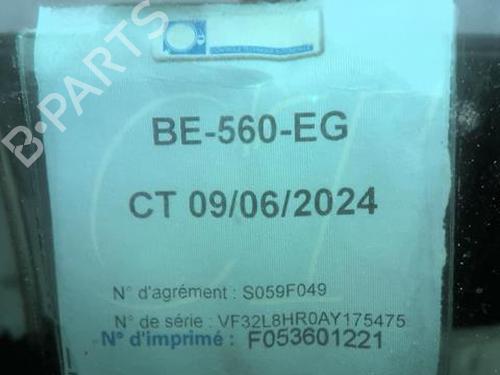 BE-560-EG
CT 09/06/2024
N° d'agrément : S059F049
N° de série : VF32L8HR0AY175475
N° d'imprimé : F053601221
B-PARTS